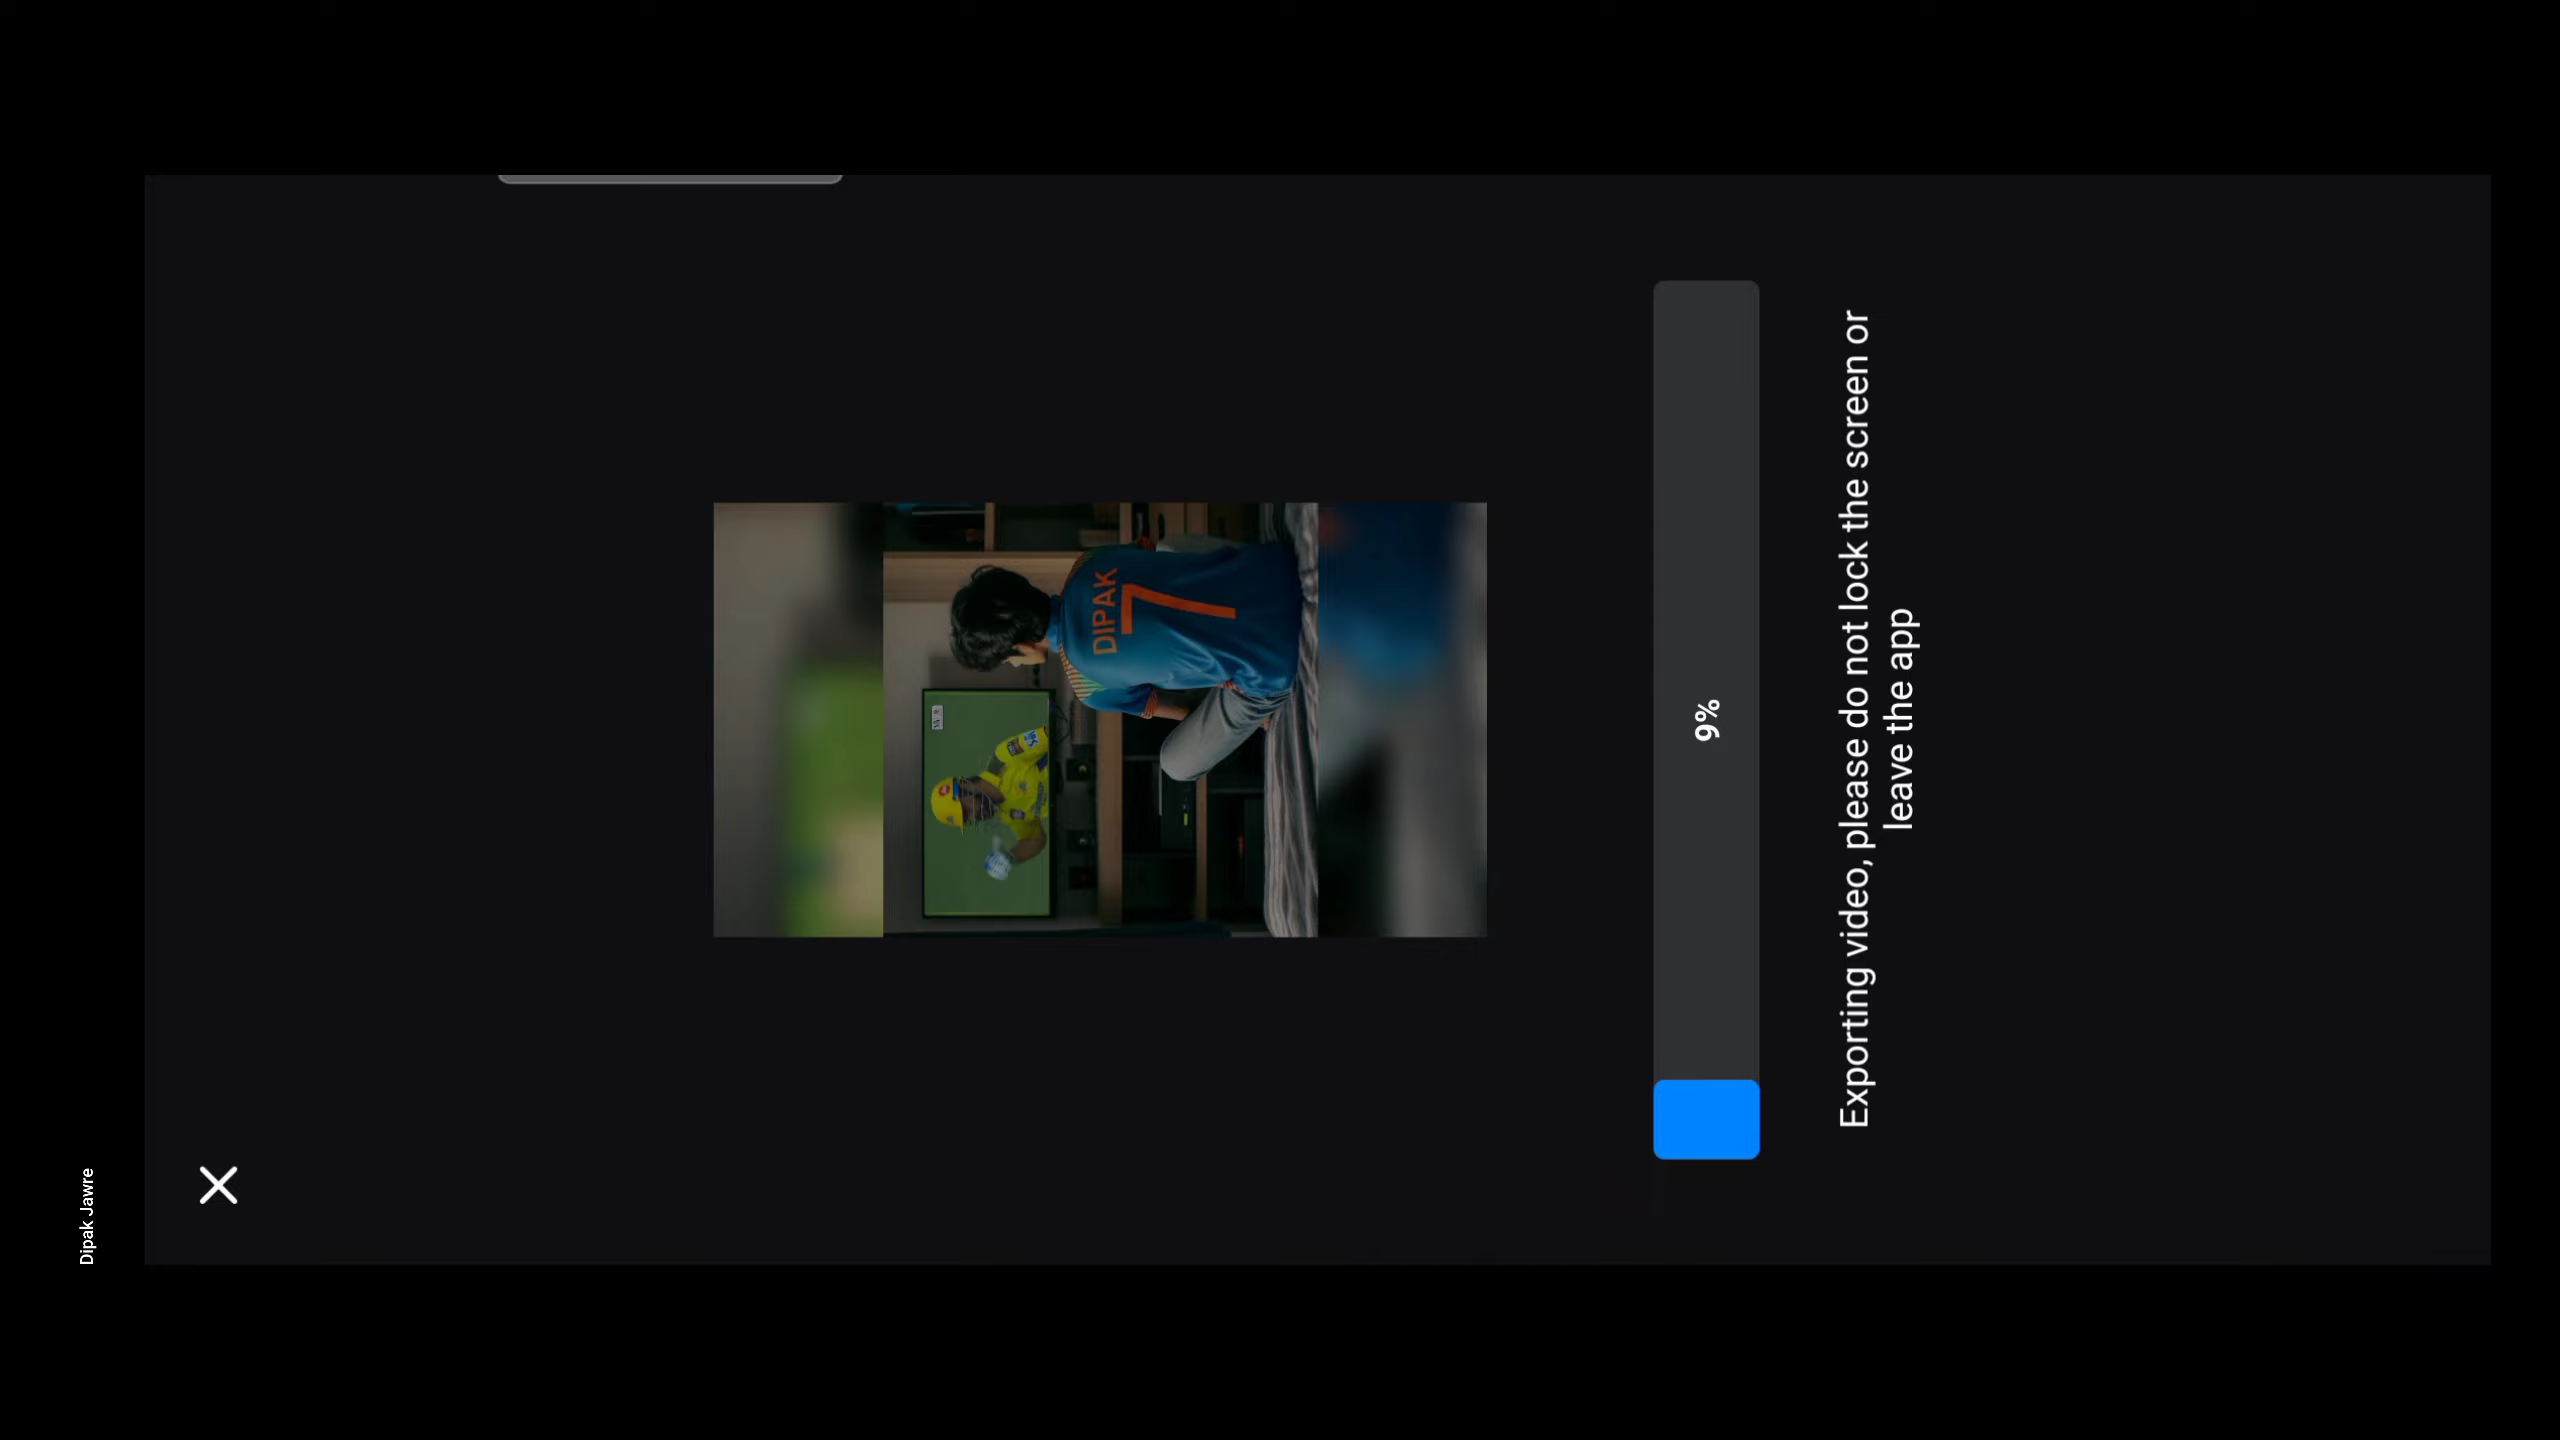 Dipak Jawre
DIPAK
7
9%
Exporting video, please do not lock the screen or
leave the app